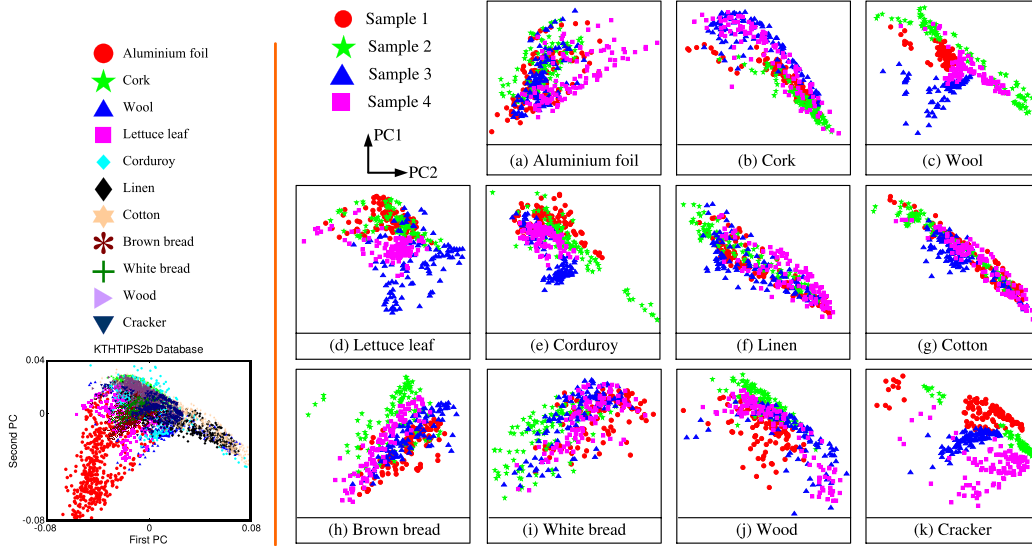 Aluminium foil
Cork
Wool
Lettuce leaf
Corduroy
Linen
Cotton
Brown bread
White bread
Wood
Cracker
KTHTIPS2b Database
0.04
0
-0.08
Second PC
-0.08
0
0.08
First PC
Sample 1
Sample 2
Sample 3
Sample 4
PC1
PC2
(a) Aluminium foil
(b) Cork
(c) Wool
(d) Lettuce leaf
(e) Corduroy
(f) Linen
(g) Cotton
(h) Brown bread
(i) White bread
(j) Wood
(k) Cracker